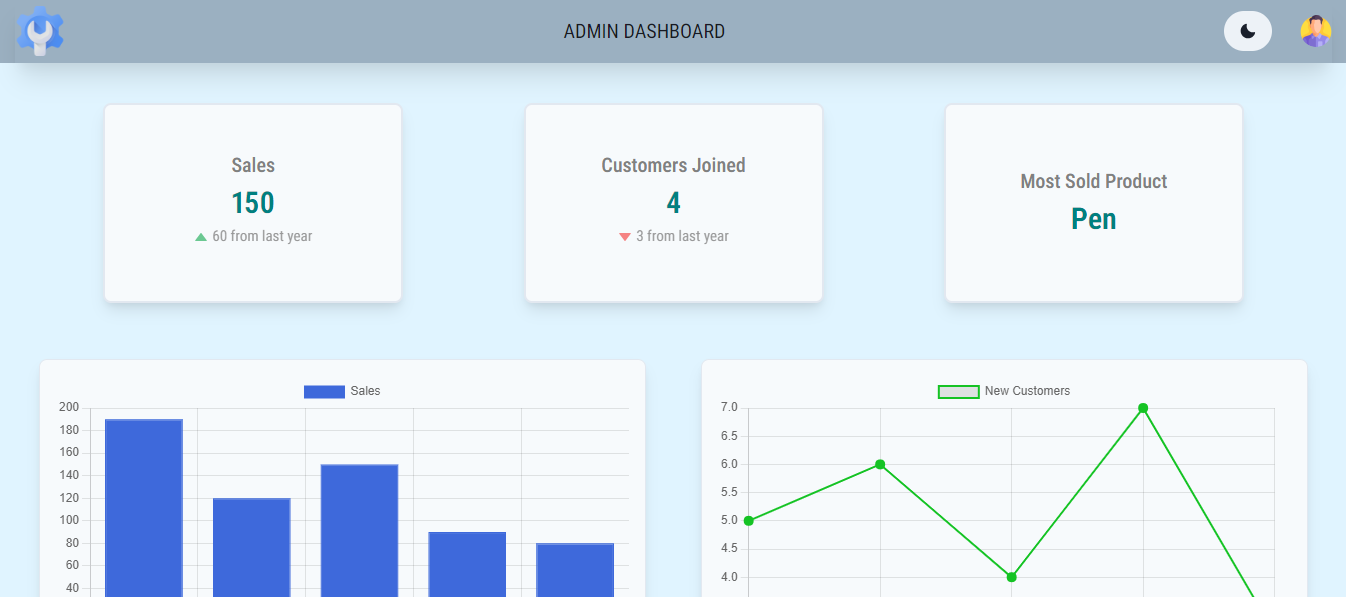 ADMIN DASHBOARD
Sales
150
60 from last year
Customers Joined
4
3 from last year
Most Sold Product
Pen
Sales
200
180
160
140
120
100
80
60
40
New Customers
7.0
6.5
6.0
5.5
5.0
4.5
4.0